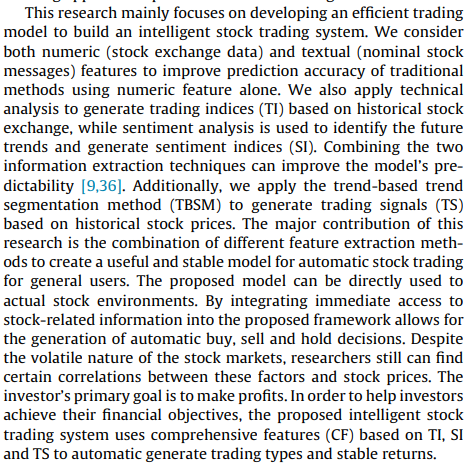 This research mainly focuses on developing an efficient trading
model to build an intelligent stock trading system. We consider
both numeric (stock exchange data) and textual (nominal stock
messages) features to improve prediction accuracy of traditional
methods using numeric feature alone. We also apply technical
analysis to generate trading indices (TI) based on historical stock
exchange, while sentiment analysis is used to identify the future
trends and generate sentiment indices (SI). Combining the two
information extraction techniques can improve the model's pre-
dictability [9,36]. Additionally, we apply the trend-based trend
segmentation method (TBSM) to generate trading signals (TS)
based on historical stock prices. The major contribution of this
research is the combination of different feature extraction meth-
ods to create a useful and stable model for automatic stock trading
for general users. The proposed model can be directly used to
actual stock environments. By integrating immediate access to
stock-related information into the proposed framework allows for
the generation of automatic buy, sell and hold decisions. Despite
the volatile nature of the stock markets, researchers still can find
certain correlations between these factors and stock prices. The
investor's primary goal is to make profits. In order to help investors
achieve their financial objectives, the proposed intelligent stock
trading system uses comprehensive features (CF) based on TI, SI
and TS to automatic generate trading types and stable returns.